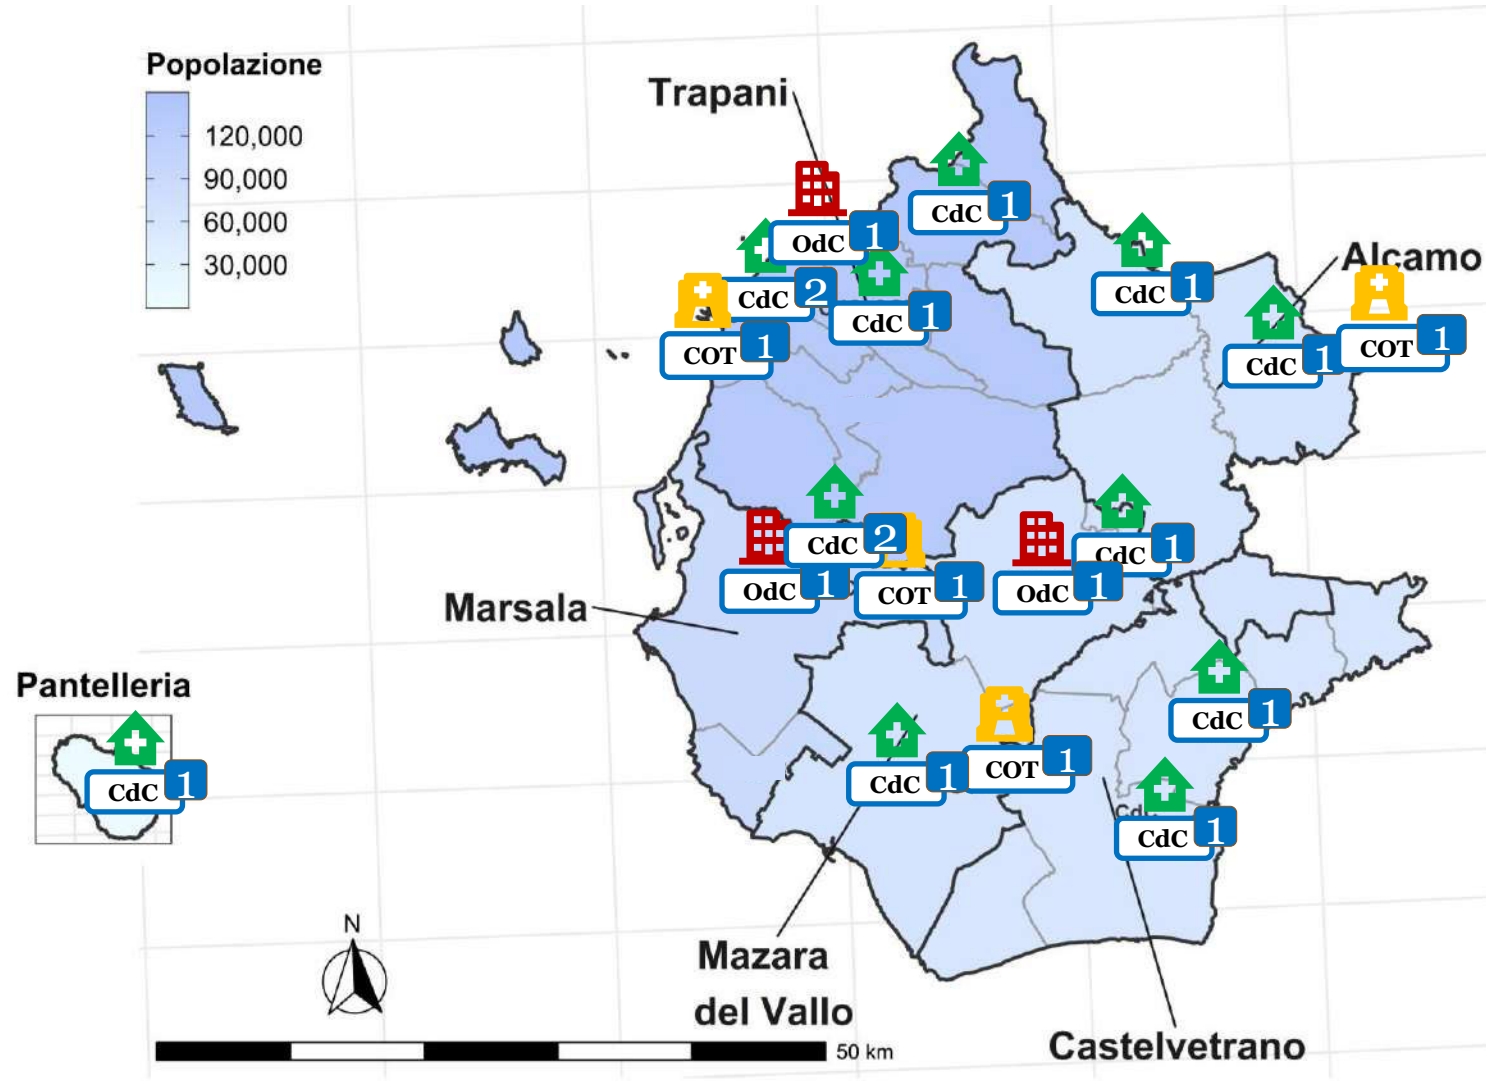 Popolazione
120,000
90,000
60,000
30,000
Trapani
CdC 1
OdC 1
CdC 2
CdC 1
COT 1
CdC 1
Alcamo
CdC 1
COT 1
CdC 2
OdC 1
COT 1
CdC 1
OdC 1
Marsala
Pantelleria
CdC 1
CdC 1
CdC 1
COT 1
CdC
CdC 1
Mazara
del Vallo
Castelvetrano
N
50 km